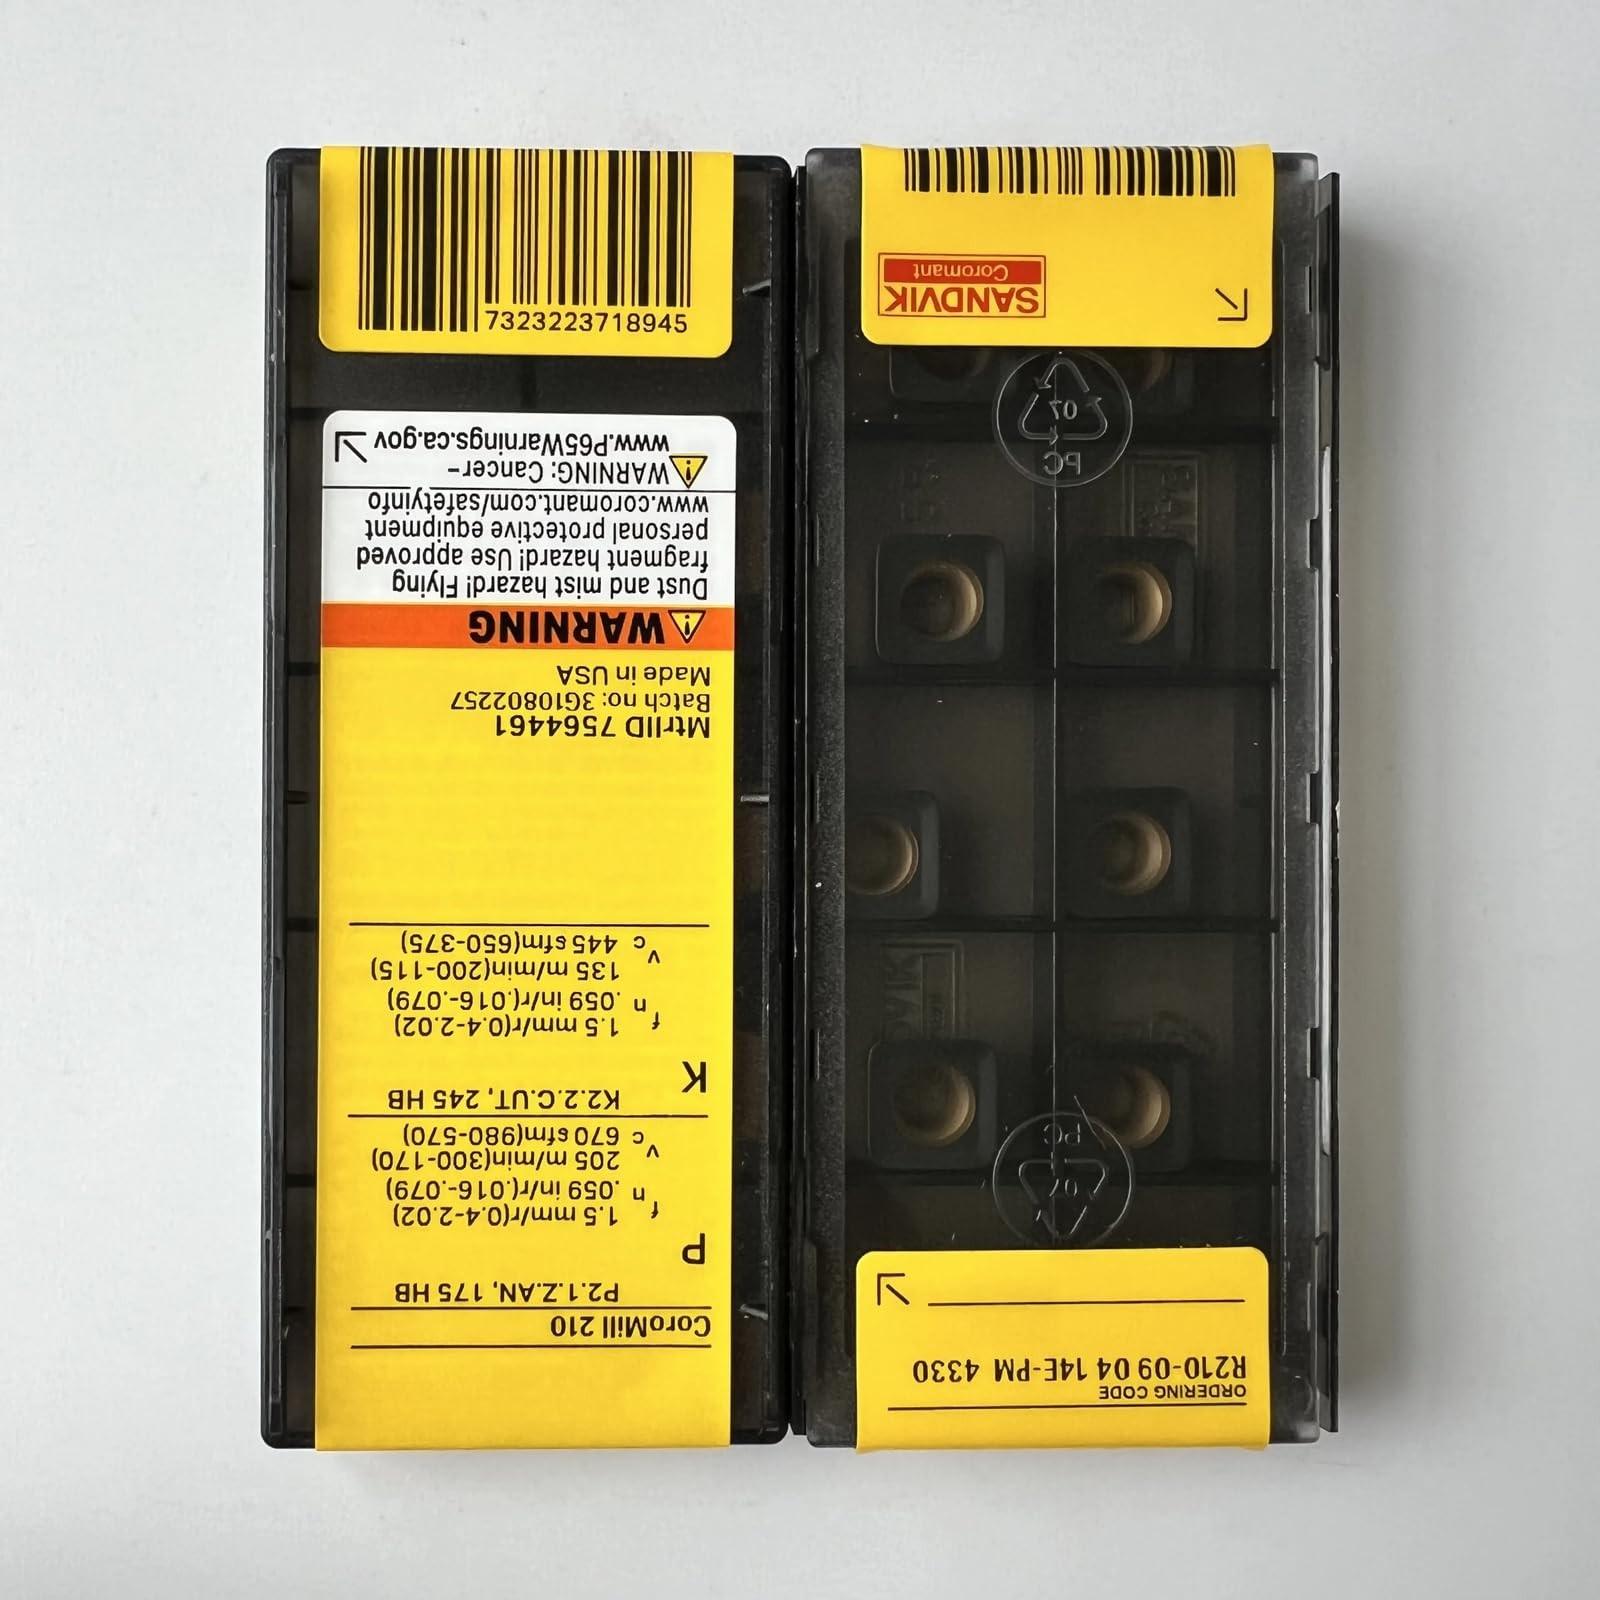 7323223718945
CoroMill 210
P2.1.Z.AN, 175 HB
P
fn 1.5 mm/r(0.4-2.02)
.059 in/r(.016-.079)
vc 205 m/min(300-170)
670 sfm(980-570)
K2.2.C.UT, 245 HB
K
fn 1.5 mm/r(0.4-2.02)
.059 in/r(.016-.079)
vc 135 m/min(200-115)
445 sfm(650-375)
MtrlID 7564461
Batch no: 3G10802257
Made in USA
WARNING
Dust and mist hazard! Flying
fragment hazard! Use approved
personal protective equipment
www.coromant.com/safetyinfo
WARNING: Cancer-
www.P65Warnings.ca.gov
ORDERING CODE
R210-09 04 14E-PM 4330
PC
07
07
PC
SANDVIK
Coromant